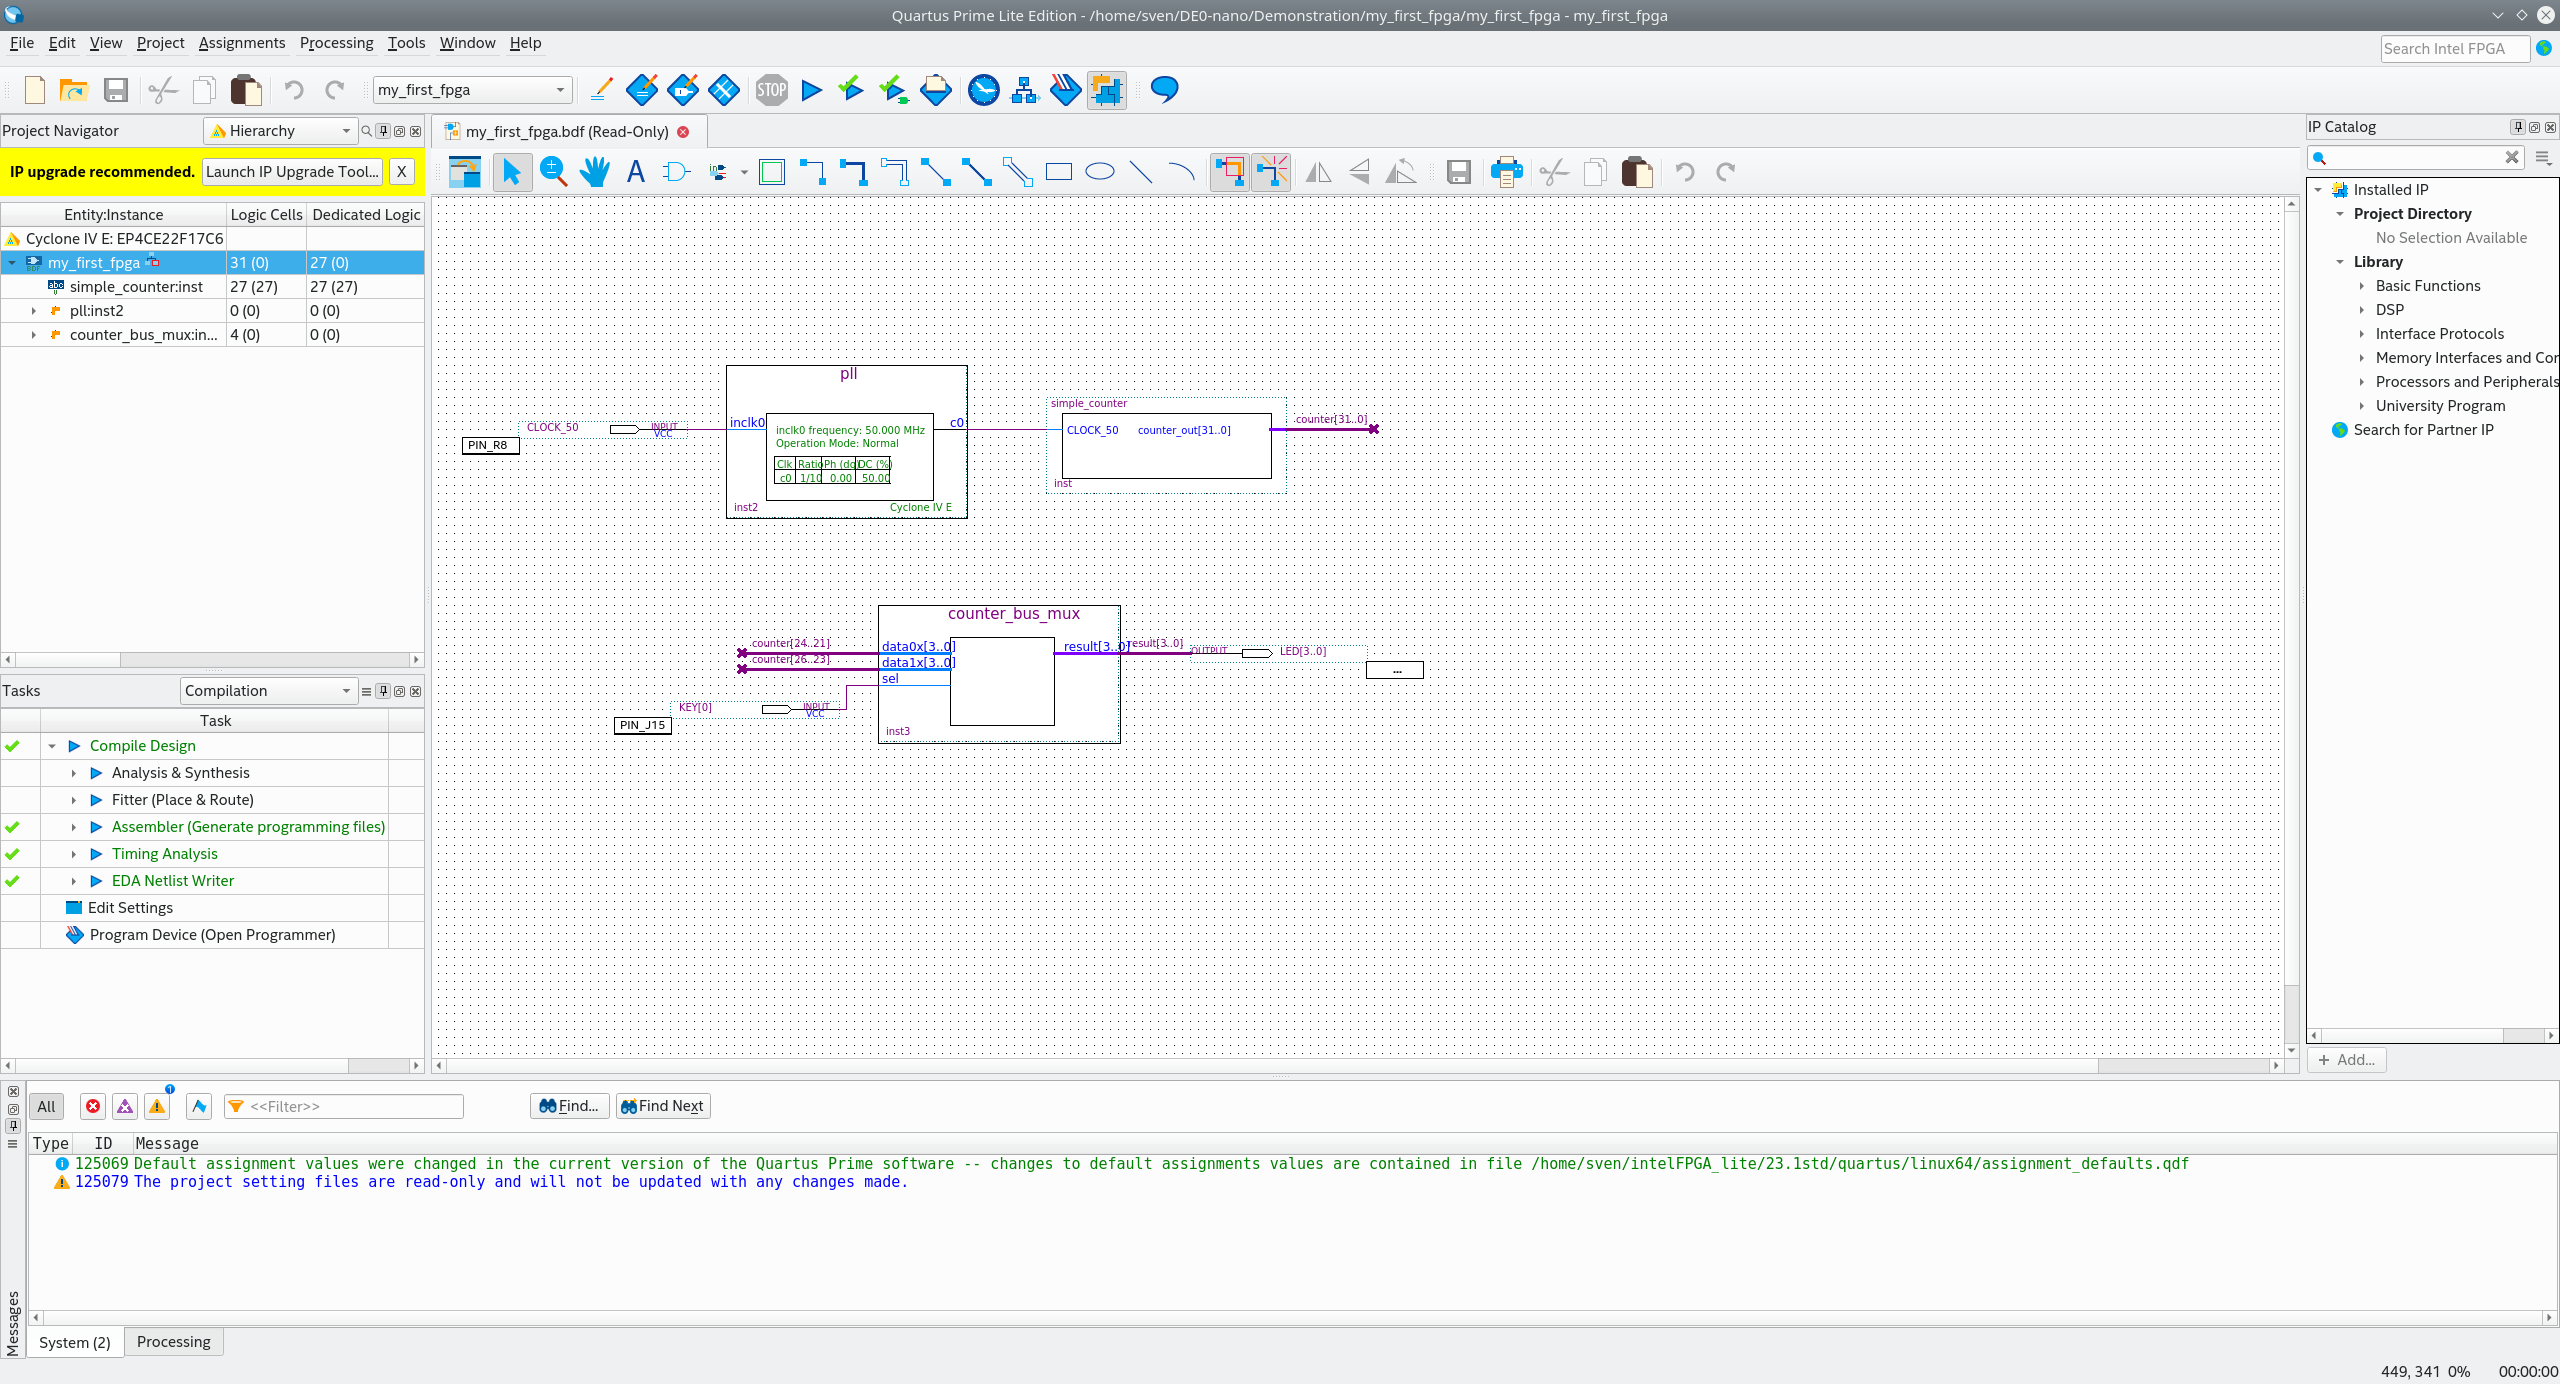 Quartus Prime Lite Edition - /home/sven/DE0-nano/Demonstration/my_first_fpga/my_first_fpga - my_first_fpga
File Edit View Project Assignments Processing Tools Window Help
Search Intel FPGA
STOP
my_first_fpga
Project Navigator
Hierarchy
IP upgrade recommended. Launch IP Upgrade Tool... X
Entity:Instance Logic Cells Dedicated Logic
Cyclone IV E: EP4CE22F17C6
my_first_fpga 31 (0) 27 (0)
simple_counter:inst 27 (27) 27 (27)
pll:inst2 0 (0) 0 (0)
counter_bus_mux:in... 4 (0) 0 (0)
Tasks
Compilation
Task
Compile Design
Analysis & Synthesis
Fitter (Place & Route)
Assembler (Generate programming files)
Timing Analysis
EDA Netlist Writer
Edit Settings
Program Device (Open Programmer)
my_first_fpga.bdf (Read-Only)
A
pll
CLOCK_50 INPUT
VCC
PIN_R8
inclk0 c0
inclk0 frequency: 50.000 MHz
Operation Mode: Normal
Clk Ratio Ph (dg) DC (%)
c0 1/10 0.00 50.00
inst2 Cyclone IV E
simple_counter
CLOCK_50 counter_out[31..0]
inst
counter[31..0]
counter_bus_mux
counter[24..21] data0x[3..0] result[3..0] result[3..0] OUTPUT LED[3..0]
counter[26..23] data1x[3..0] ...
sel
KEY[0] INPUT
VCC
PIN_J15
inst3
IP Catalog
Installed IP
Project Directory
No Selection Available
Library
Basic Functions
DSP
Interface Protocols
Memory Interfaces and Cor
Processors and Peripherals
University Program
Search for Partner IP
+ Add...
All
1
<<Filter>>
Find... Find Next
Type ID Message
125069 Default assignment values were changed in the current version of the Quartus Prime software -- changes to default assignments values are contained in file /home/sven/intelFPGA_lite/23.1std/quartus/linux64/assignment_defaults.qdf
125079 The project setting files are read-only and will not be updated with any changes made.
Messages
System (2) Processing
449, 341 0% 00:00:00